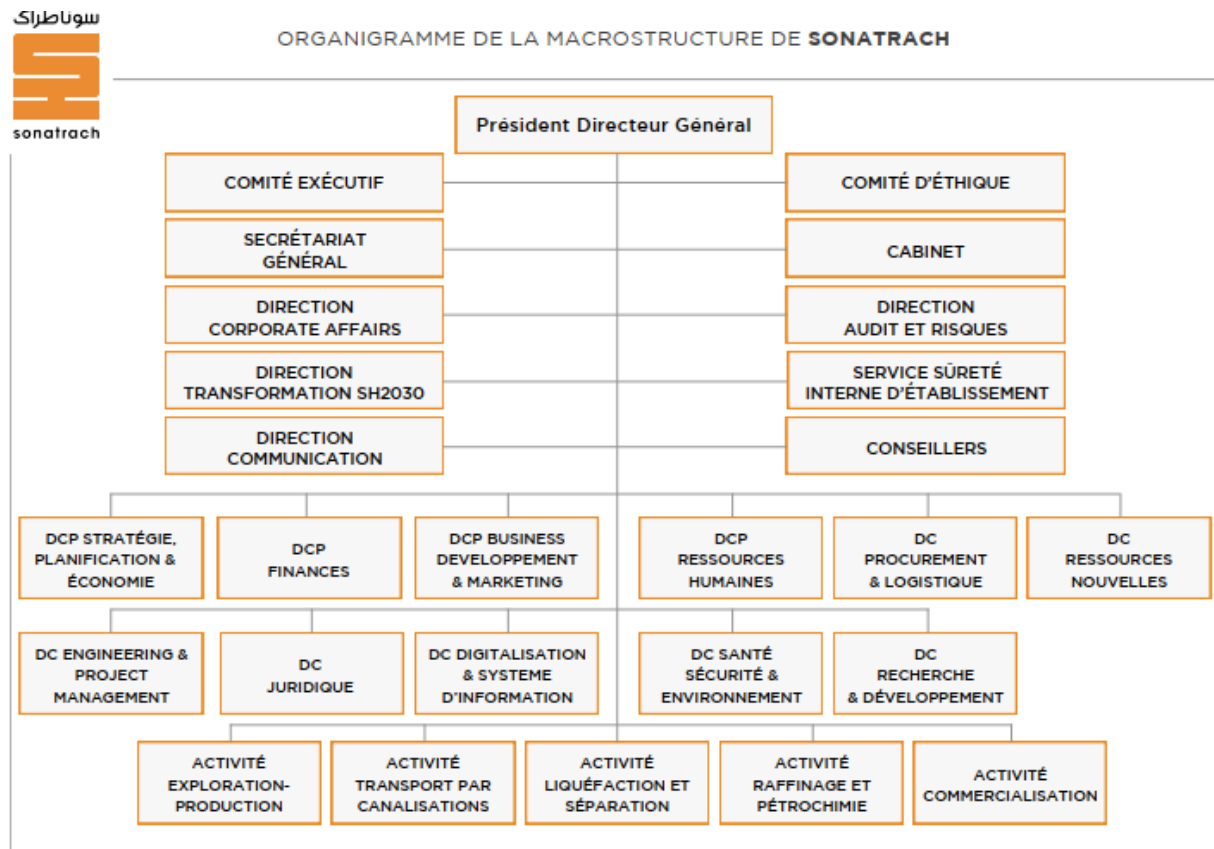 سوناطراك
sonatrach
ORGANIGRAMME DE LA MACROSTRUCTURE DE SONATRACH
Président Directeur Général
COMITÉ EXÉCUTIF
COMITÉ D'ÉTHIQUE
SECRÉTARIAT
GÉNÉRAL
CABINET
DIRECTION
CORPORATE AFFAIRS
DIRECTION
AUDIT ET RISQUES
DIRECTION
TRANSFORMATION SH2030
SERVICE SÛRETÉ
INTERNE D'ÉTABLISSEMENT
DIRECTION
COMMUNICATION
CONSEILLERS
DCP STRATÉGIE,
PLANIFICATION &
ÉCONOMIE
DCP
FINANCES
DCP BUSINESS
DEVELOPPEMENT
& MARKETING
DCP
RESSOURCES
HUMAINES
DC
PROCUREMENT
& LOGISTIQUE
DC
RESSOURCES
NOUVELLES
DC ENGINEERING &
PROJECT
MANAGEMENT
DC
JURIDIQUE
DC DIGITALISATION
& SYSTEME
D'INFORMATION
DC SANTÉ
SÉCURITÉ &
ENVIRONNEMENT
DC
RECHERCHE
& DÉVELOPPEMENT
ACTIVITÉ
EXPLORATION-
PRODUCTION
ACTIVITÉ
TRANSPORT PAR
CANALISATIONS
ACTIVITÉ
LIQUÉFACTION ET
SÉPARATION
ACTIVITÉ
RAFFINAGE ET
PÉTROCHIMIE
ACTIVITÉ
COMMERCIALISATION